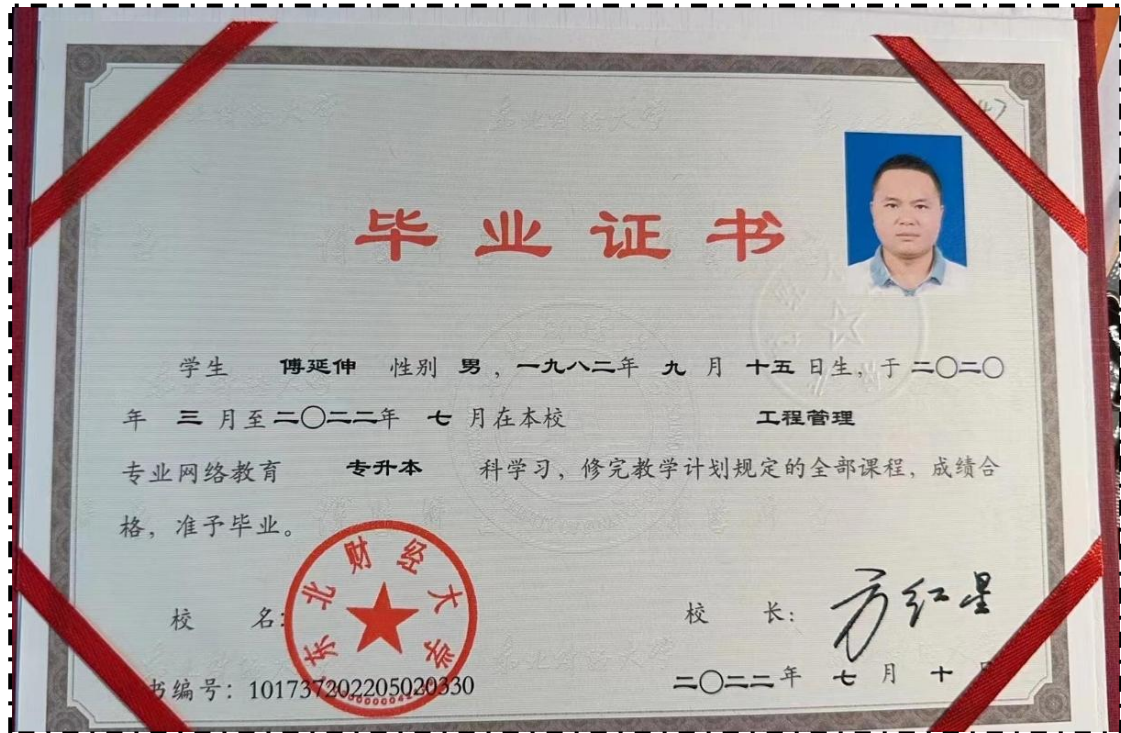 毕业证书
学生 傅延伸 性别 男，一九八二年 九 月 十五 日生，于 二〇二〇
年 三 月至 二〇二二年 七 月在本校 工程管理
专业网络教育 专升本 科学习，修完教学计划规定的全部课程，成绩合
格，准予毕业。
校 名： 校 长：方红星
东北财经大学
书编号：101737202205020330 二〇二二年 七 月 十